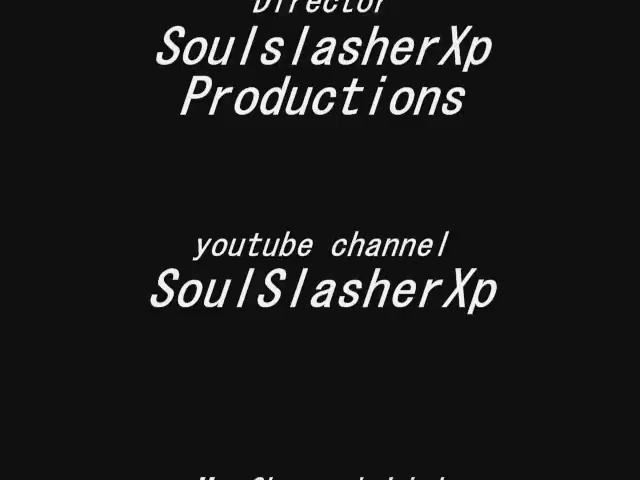 Director
SoulslasherXp
Productions
youtube channel
SoulSlasherXp